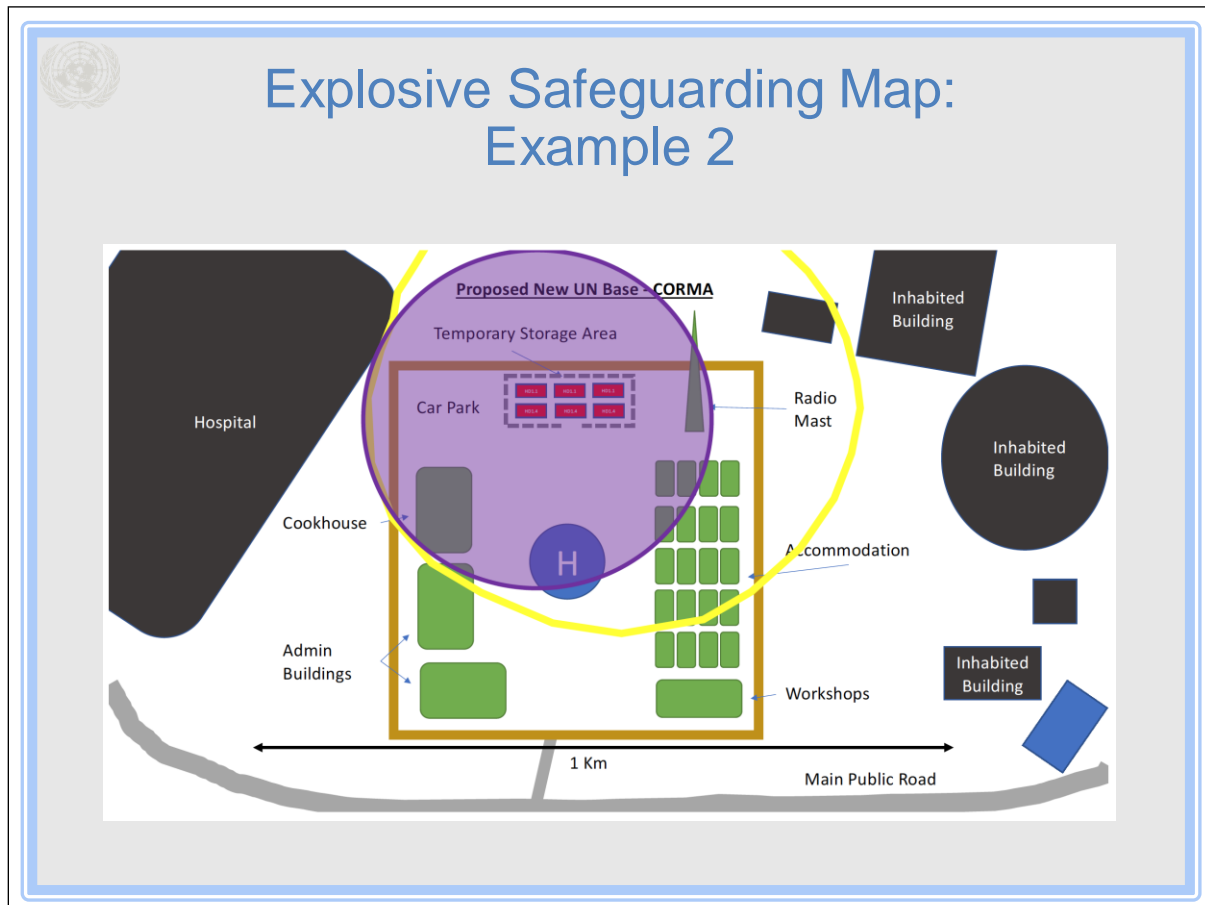 Explosive Safeguarding Map:
Example 2
Proposed New UN Base - CORMA
Temporary Storage Area
Car Park
Hospital
Inhabited
Building
Radio
Mast
Inhabited
Building
Cookhouse
H
Accommodation
Admin
Buildings
Inhabited
Building
Workshops
1 Km
Main Public Road